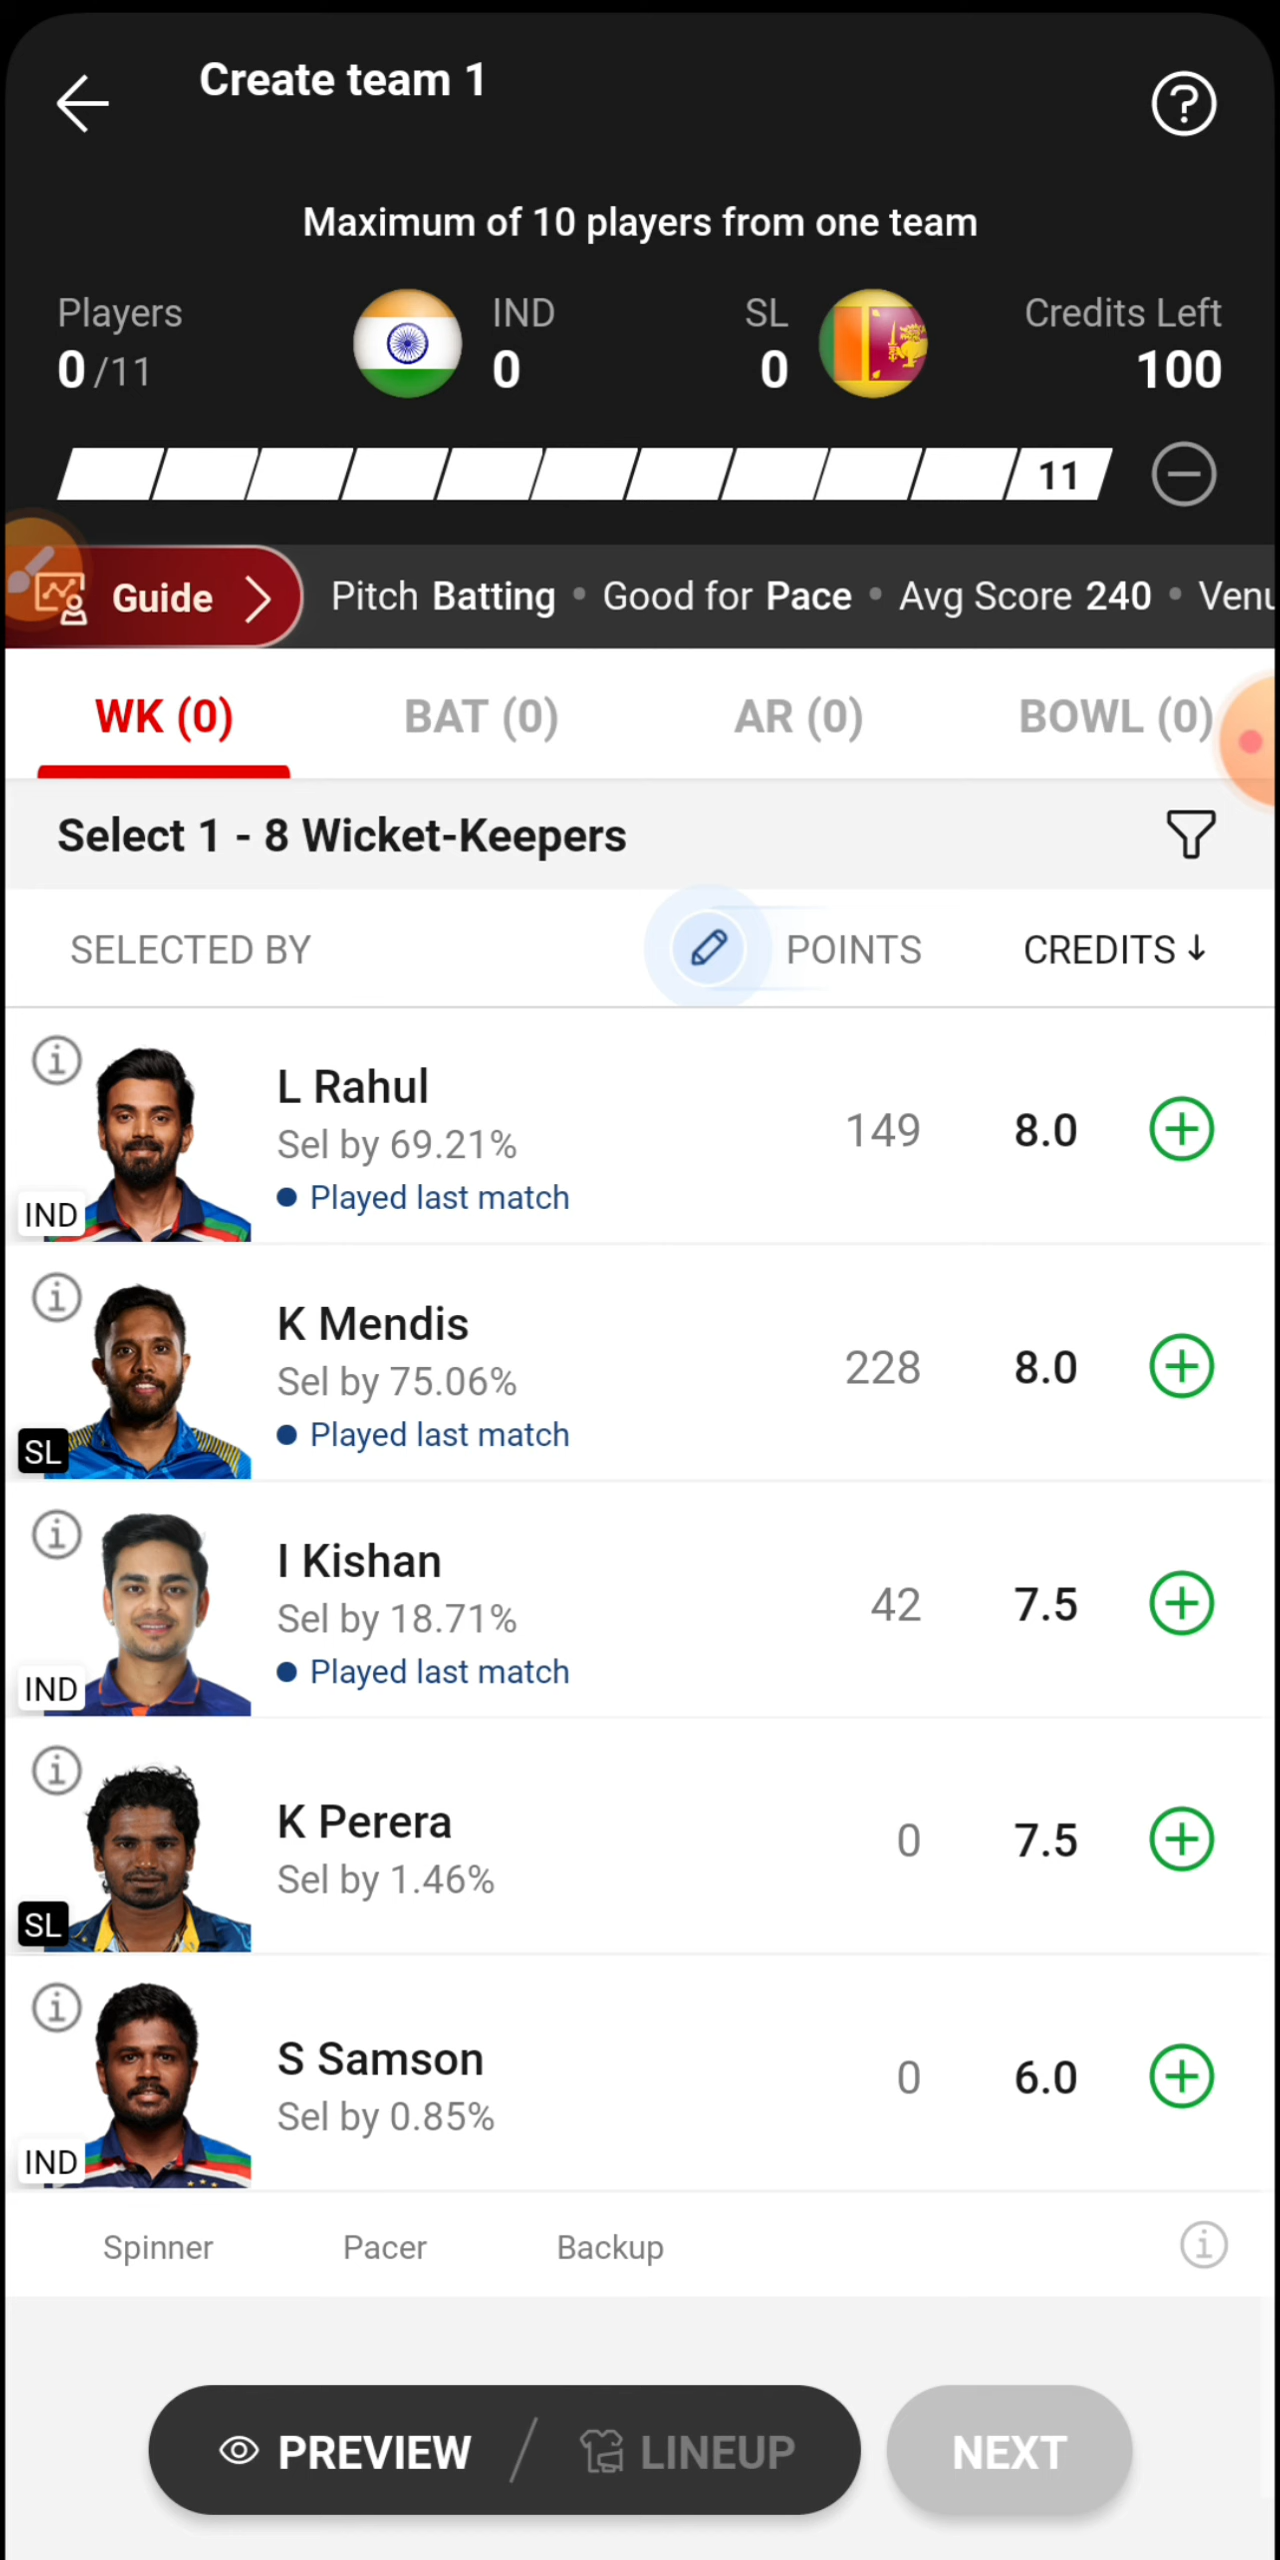 Create team 1
Maximum of 10 players from one team
Players
0 /11
IND
0
SL
0
Credits Left
100
11
Guide
Pitch Batting • Good for Pace • Avg Score 240 •
WK (0)
BAT (0)
AR (0)
BOWL (0)
Select 1 - 8 Wicket-Keepers
SELECTED BY
POINTS
CREDITS ↓
L Rahul
Sel by 69.21%
Played last match
IND
149
8.0
K Mendis
Sel by 75.06%
Played last match
SL
228
8.0
I Kishan
Sel by 18.71%
Played last match
IND
42
7.5
K Perera
Sel by 1.46%
SL
0
7.5
S Samson
Sel by 0.85%
IND
0
6.0
Spinner
Pacer
Backup
PREVIEW / LINEUP
NEXT